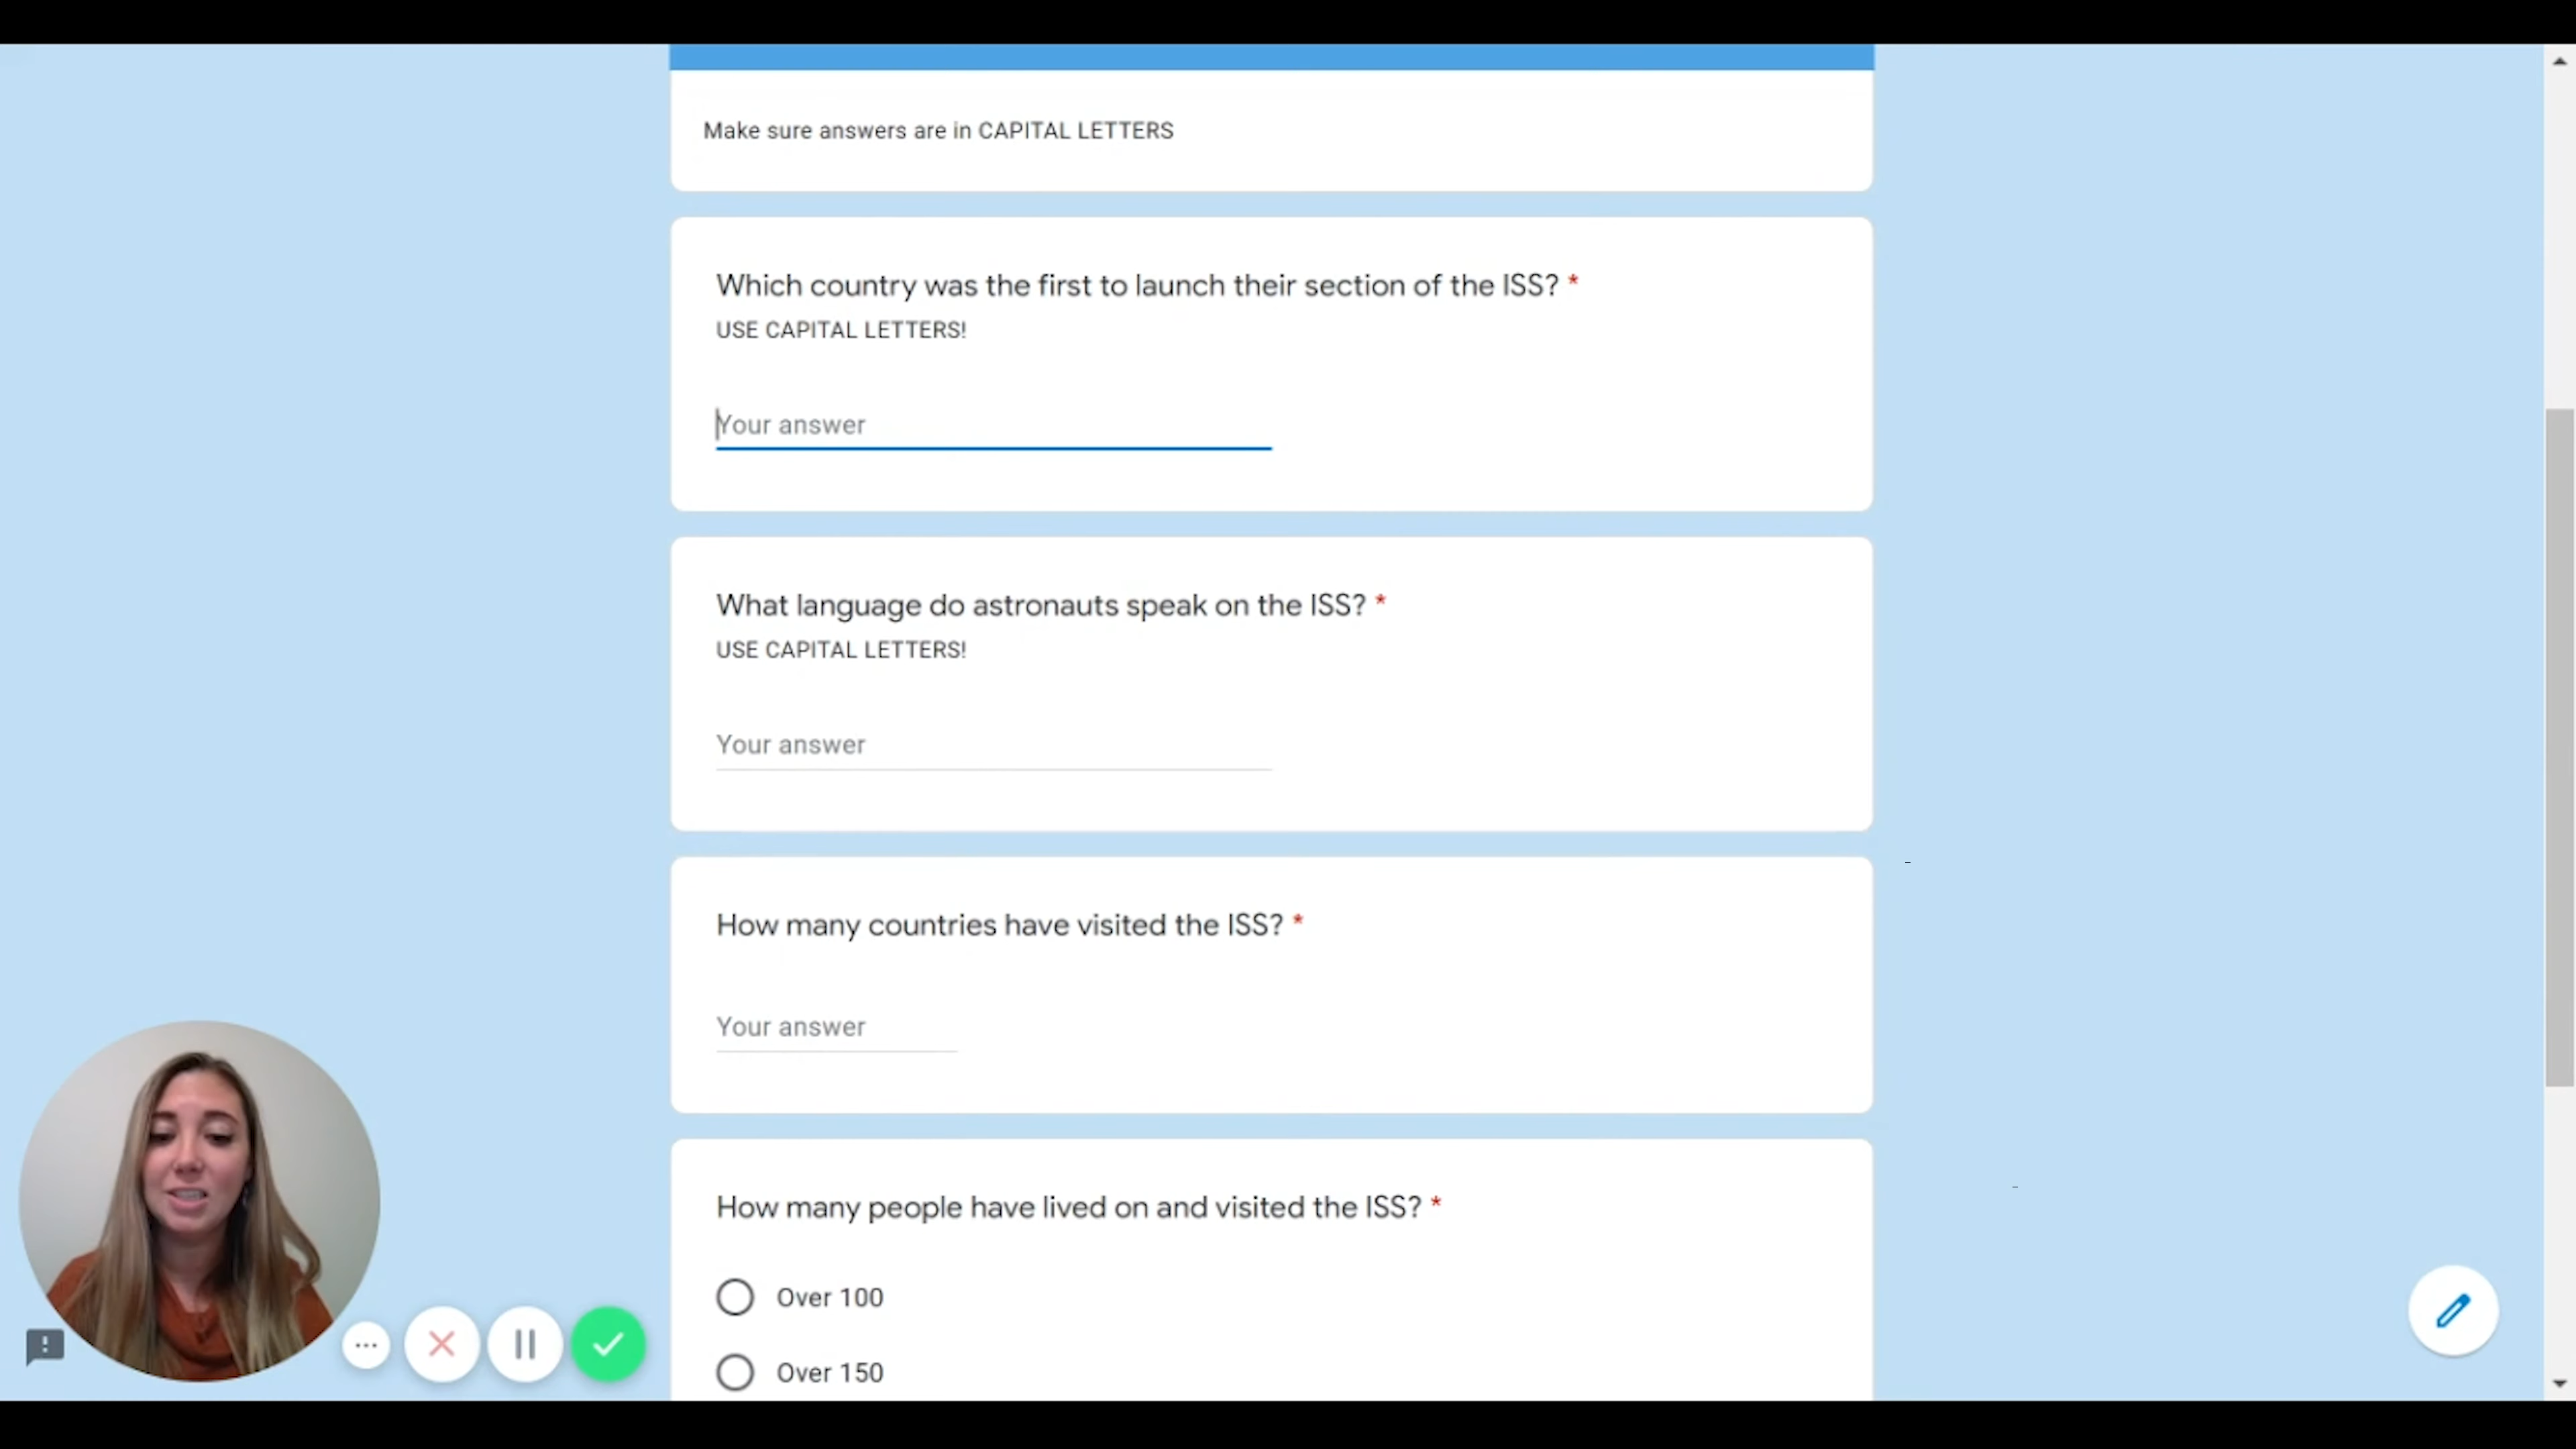 Make sure answers are in CAPITAL LETTERS
Which country was the first to launch their section of the ISS? *
USE CAPITAL LETTERS!
Your answer
What language do astronauts speak on the ISS? *
USE CAPITAL LETTERS!
Your answer
How many countries have visited the ISS? *
Your answer
How many people have lived on and visited the ISS? *
Over 100
Over 150